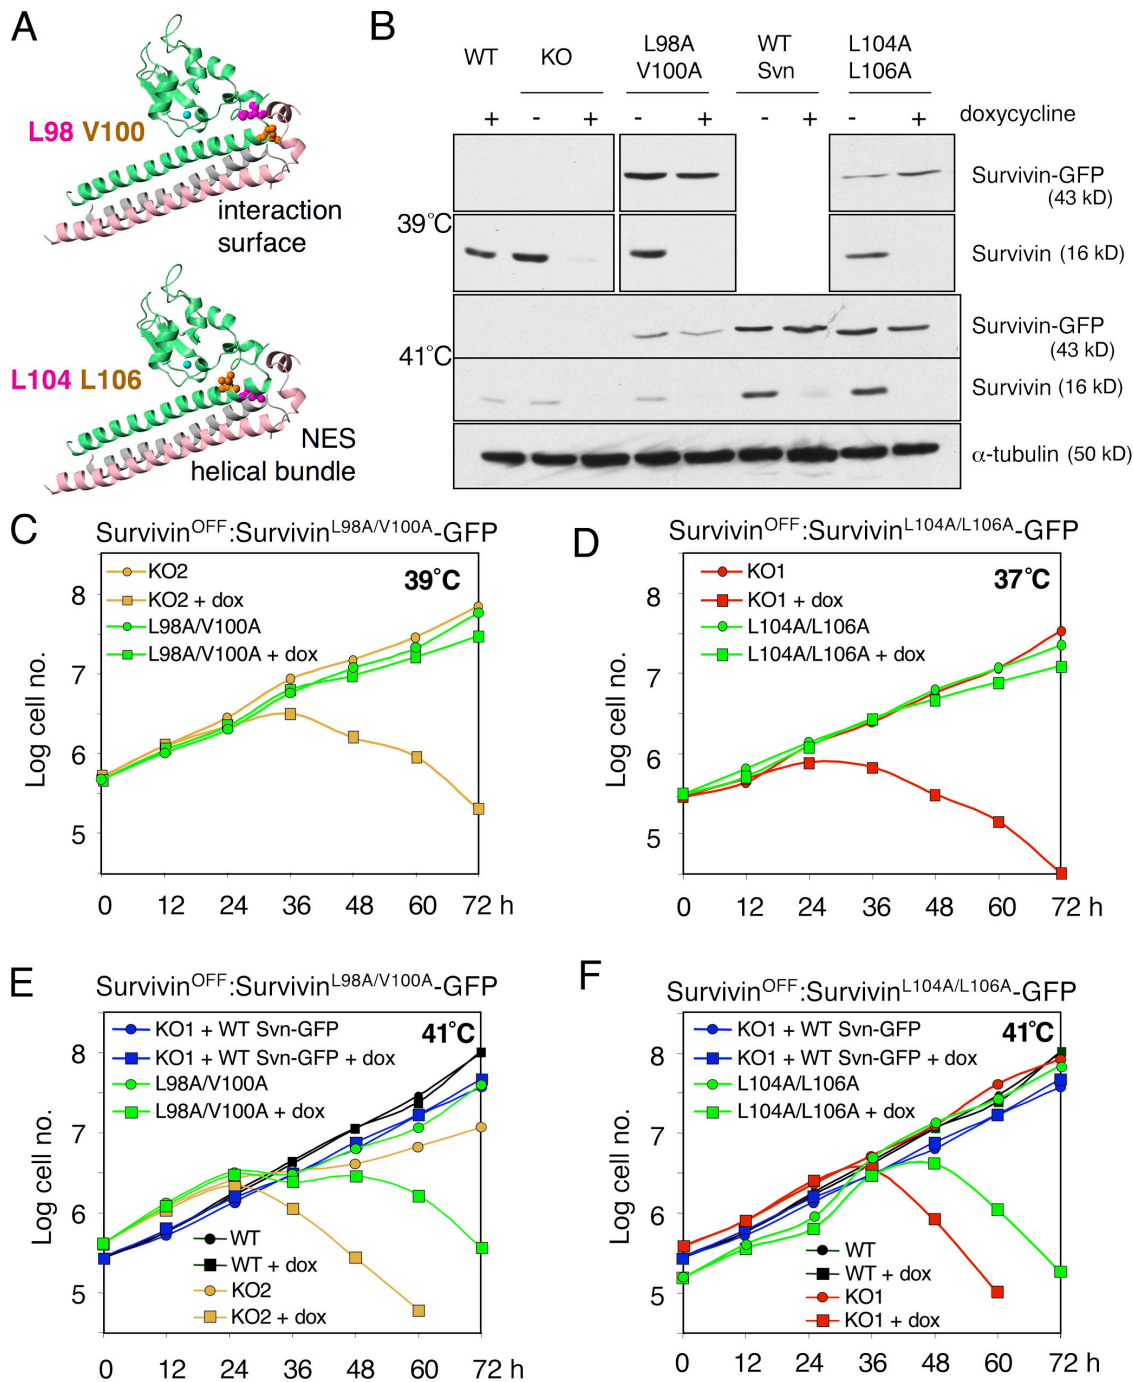 A
L98 V100
interaction
surface
L104 L106
NES
helical bundle
B
WT KO L98A V100A WT Svn L104A L106A
+ - + - + - + - + doxycycline
39°C
Survivin-GFP
(43 kD)
Survivin (16 kD)
41°C
Survivin-GFP
(43 kD)
Survivin (16 kD)
α-tubulin (50 kD)
C
SurvivinOFF:SurvivinL98A/V100A-GFP
39°C
KO2
KO2 + dox
L98A/V100A
L98A/V100A + dox
Log cell no.
8
7
6
5
0 12 24 36 48 60 72 h
D
SurvivinOFF:SurvivinL104A/L106A-GFP
37°C
KO1
KO1 + dox
L104A/L106A
L104A/L106A + dox
Log cell no.
8
7
6
5
0 12 24 36 48 60 72 h
E
SurvivinOFF:SurvivinL98A/V100A-GFP
41°C
KO1 + WT Svn-GFP
KO1 + WT Svn-GFP + dox
L98A/V100A
L98A/V100A + dox
WT
WT + dox
KO2
KO2 + dox
Log cell no.
8
7
6
5
0 12 24 36 48 60 72 h
F
SurvivinOFF:SurvivinL104A/L106A-GFP
41°C
KO1 + WT Svn-GFP
KO1 + WT Svn-GFP + dox
L104A/L106A
L104A/L106A + dox
WT
WT + dox
KO1
KO1 + dox
Log cell no.
8
7
6
5
0 12 24 36 48 60 72 h